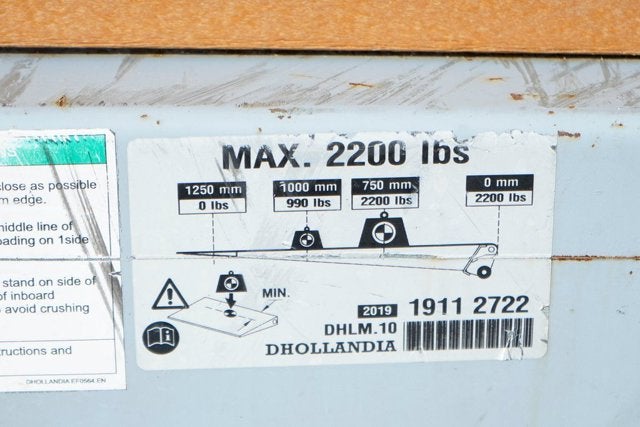 close as possible
m edge.
middle line of
oading on 1side
stand on side of
of inboard
avoid crushing
ructions and
DHOLLANDIA.EF0564.EN
MAX. 2200 lbs
1250 mm
0 lbs
1000 mm
990 lbs
750 mm
2200 lbs
0 mm
2200 lbs
MIN.
2019 1911 2722
DHLM.10
DHOLLANDIA